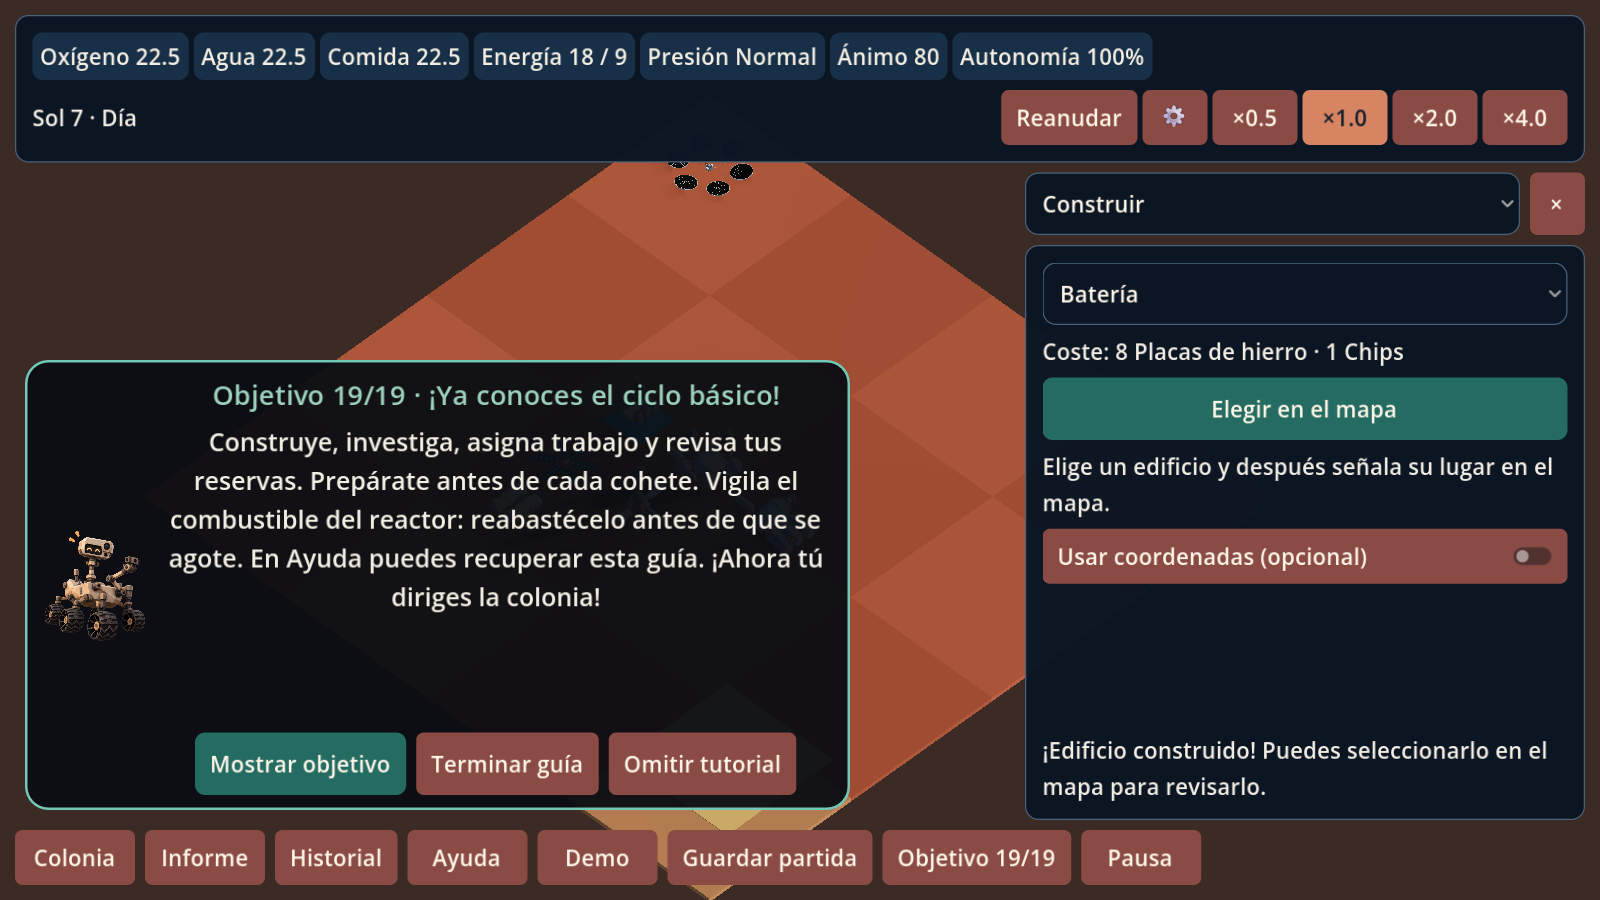 Oxígeno 22.5 Agua 22.5 Comida 22.5 Energía 18 / 9 Presión Normal Ánimo 80 Autonomía 100%
Sol 7 · Día Reanudar ×0.5 ×1.0 ×2.0 ×4.0
Construir ×
Batería
Coste: 8 Placas de hierro · 1 Chips
Elegir en el mapa
Elige un edificio y después señala su lugar en el
mapa.
Usar coordenadas (opcional)
¡Edificio construido! Puedes seleccionarlo en el
mapa para revisarlo.
Objetivo 19/19 · ¡Ya conoces el ciclo básico!
Construye, investiga, asigna trabajo y revisa tus
reservas. Prepárate antes de cada cohete. Vigila el
combustible del reactor: reabastécelo antes de que se
agote. En Ayuda puedes recuperar esta guía. ¡Ahora tú
diriges la colonia!
Mostrar objetivo Terminar guía Omitir tutorial
Colonia Informe Historial Ayuda Demo Guardar partida Objetivo 19/19 Pausa